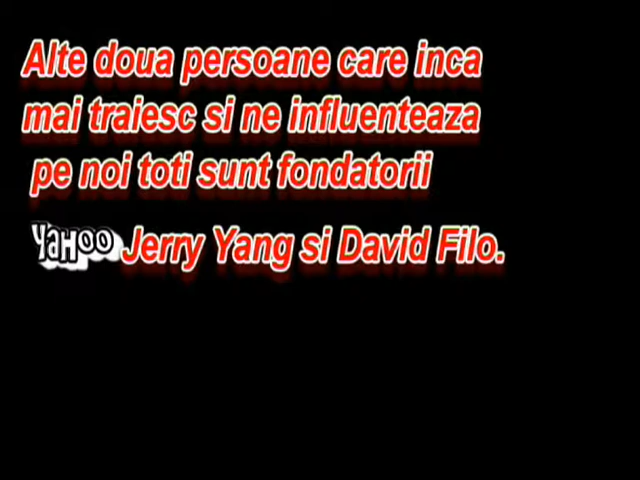 Alte doua persoane care inca
mai traiesc si ne influenteaza
pe noi toti sunt fondatorii
YaHoo Jerry Yang si David Filo.